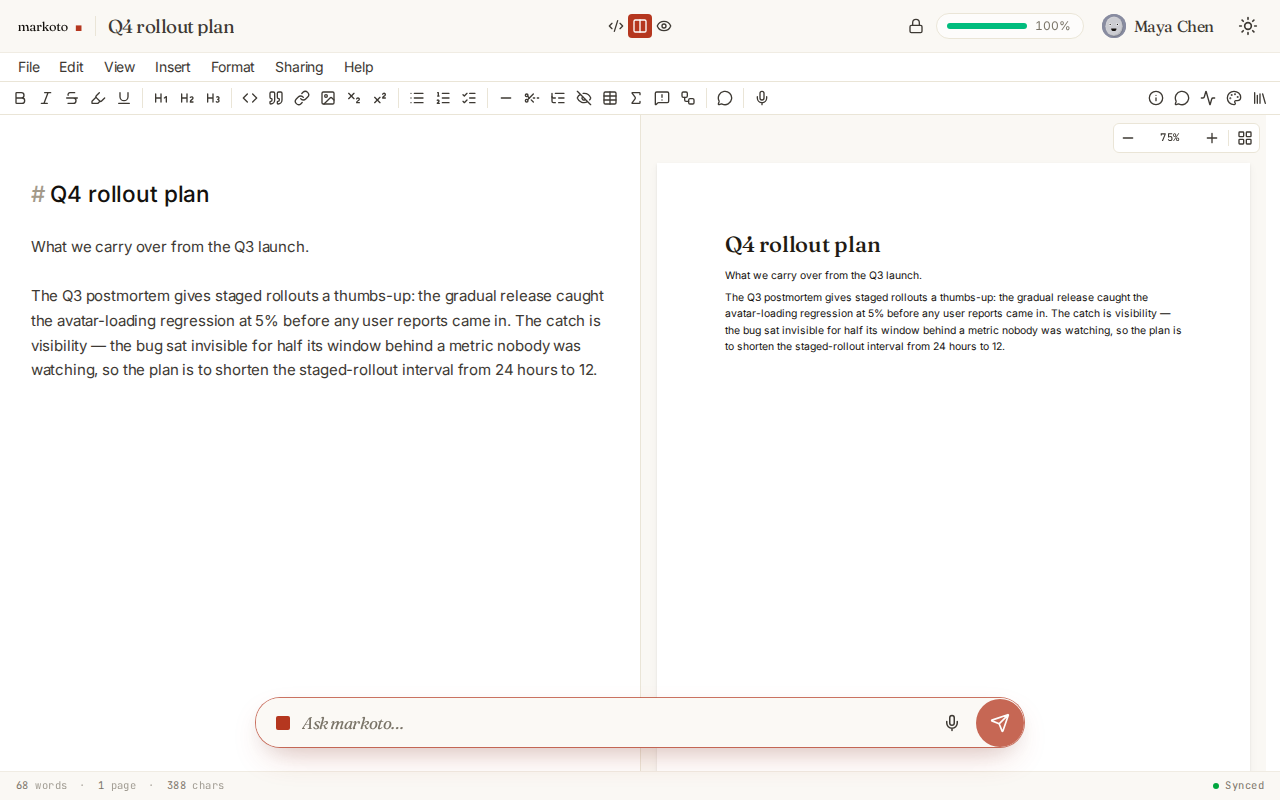 markoto
Q4 rollout plan
100%
Maya Chen
File Edit View Insert Format Sharing Help
H1 H2 H3
75%
# Q4 rollout plan
What we carry over from the Q3 launch.
The Q3 postmortem gives staged rollouts a thumbs-up: the gradual release caught
the avatar-loading regression at 5% before any user reports came in. The catch is
visibility — the bug sat invisible for half its window behind a metric nobody was
watching, so the plan is to shorten the staged-rollout interval from 24 hours to 12.
Q4 rollout plan
What we carry over from the Q3 launch.
The Q3 postmortem gives staged rollouts a thumbs-up: the gradual release caught the
avatar-loading regression at 5% before any user reports came in. The catch is visibility —
the bug sat invisible for half its window behind a metric nobody was watching, so the plan is
to shorten the staged-rollout interval from 24 hours to 12.
Ask markoto...
68 words · 1 page · 388 chars
Synced